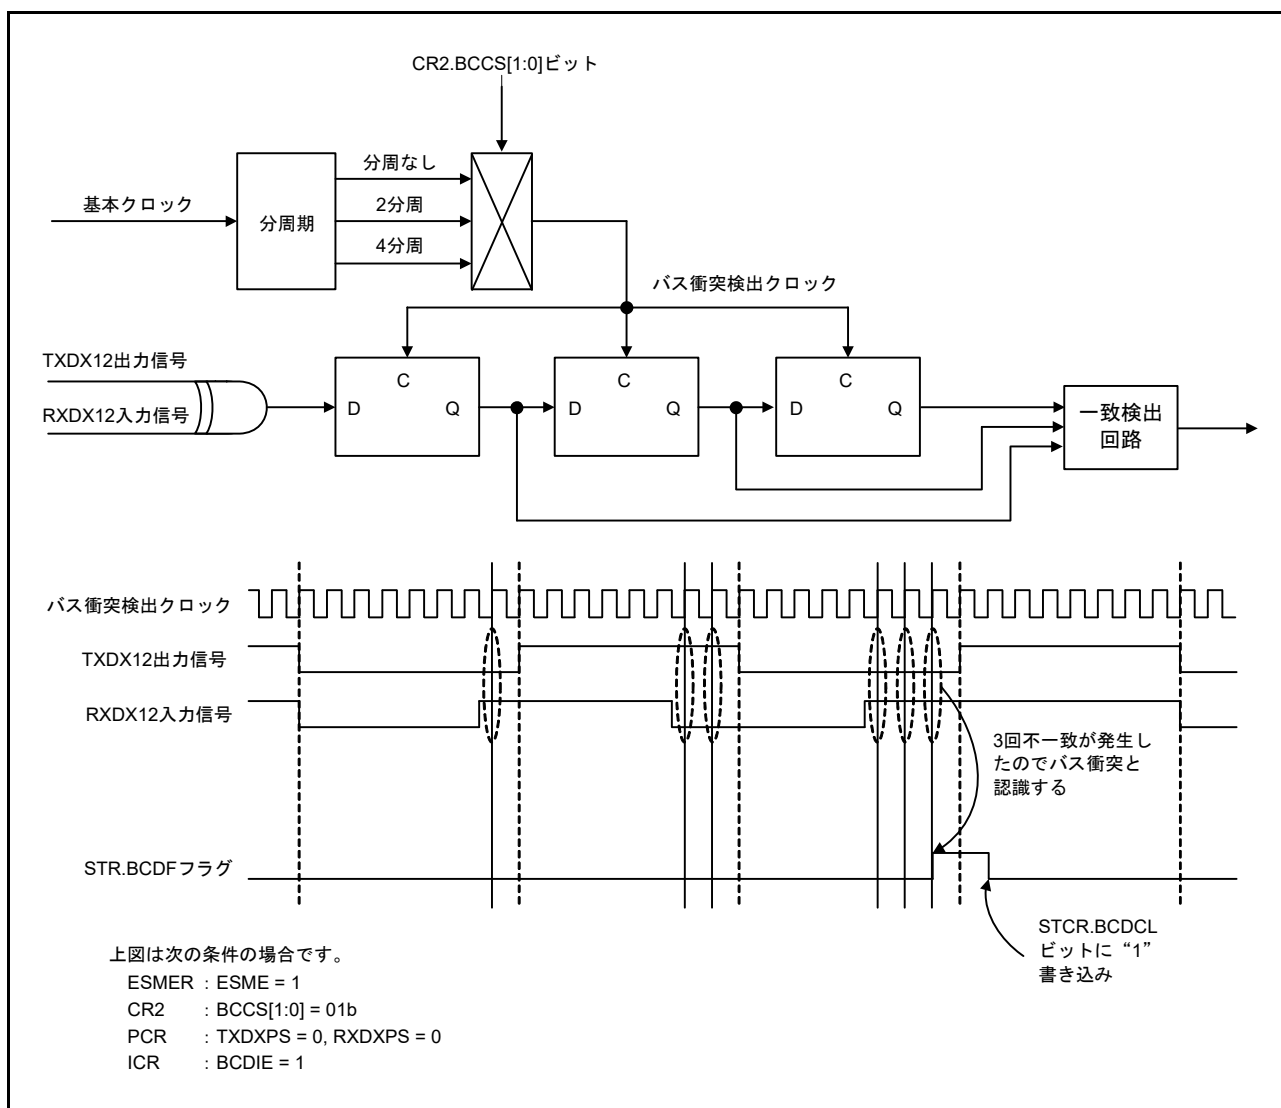 CR2.BCCS[1:0]ビット
分周なし
基本クロック
分周期
2分周
4分周
バス衝突検出クロック
TXDX12出力信号
RXDX12入力信号
C
D
Q
C
D
Q
C
D
Q
一致検出
回路
バス衝突検出クロック
TXDX12出力信号
RXDX12入力信号
3回不一致が発生し
たのでバス衝突と
認識する
STR.BCDFフラグ
STCR.BCDCL
ビットに“1”
書き込み
上図は次の条件の場合です。
ESMER : ESME = 1
CR2 : BCCS[1:0] = 01b
PCR : TXDXPS = 0, RXDXPS = 0
ICR : BCDIE = 1